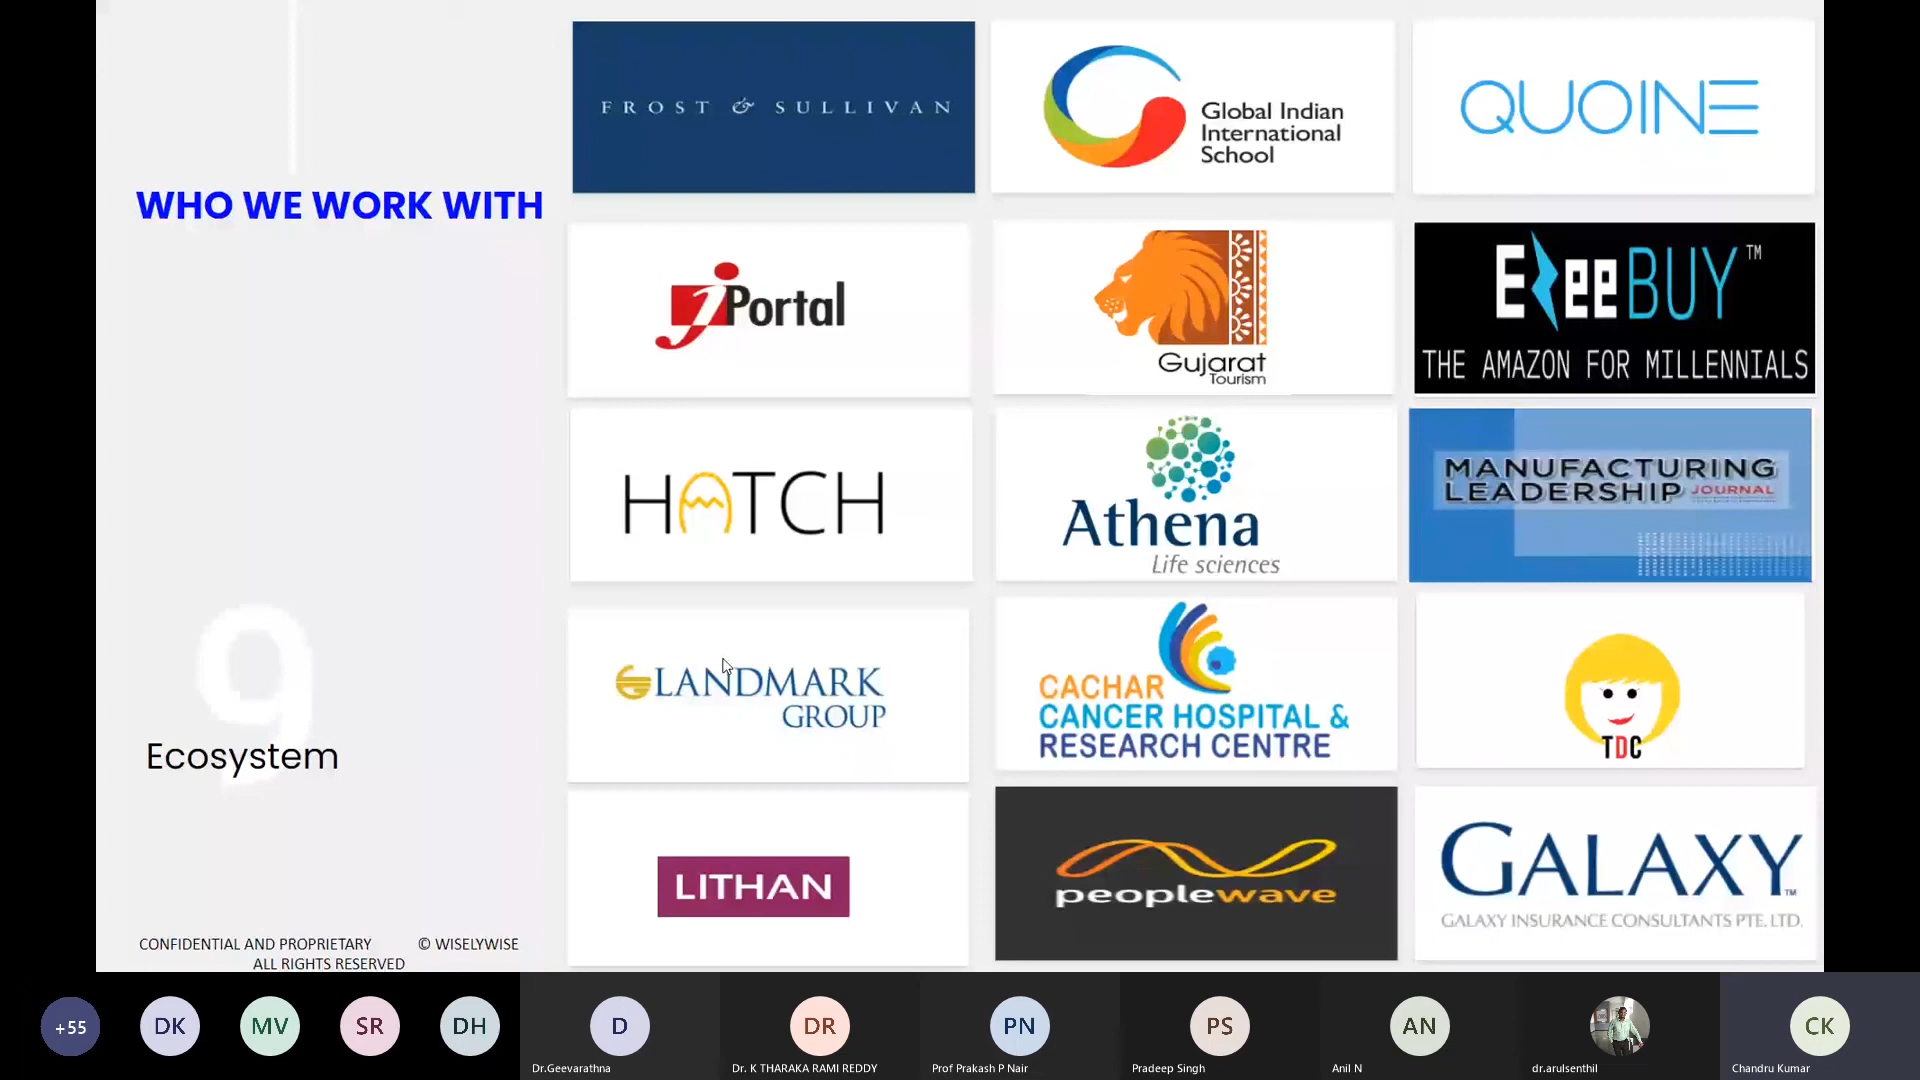 FROST & SULLIVAN
Global Indian
International
School
QUOINE
WHO WE WORK WITH
jPortal
Gujarat
Tourism
EZeeBUY™
THE AMAZON FOR MILLENNIALS
HATCH
Athena
Life sciences
MANUFACTURING
LEADERSHIP JOURNAL
LANDMARK
GROUP
CACHAR
CANCER HOSPITAL &
RESEARCH CENTRE
TDC
9
Ecosystem
LITHAN
peoplewave
GALAXY™
GALAXY INSURANCE CONSULTANTS PTE. LTD.
CONFIDENTIAL AND PROPRIETARY © WISELYWISE
ALL RIGHTS RESERVED
+55 DK MV SR DH D DR PN PS AN CK
Dr.Geevarathna Dr. K THARAKA RAMI REDDY Prof Prakash P Nair Pradeep Singh Anil N dr.arulsenthil Chandru Kumar